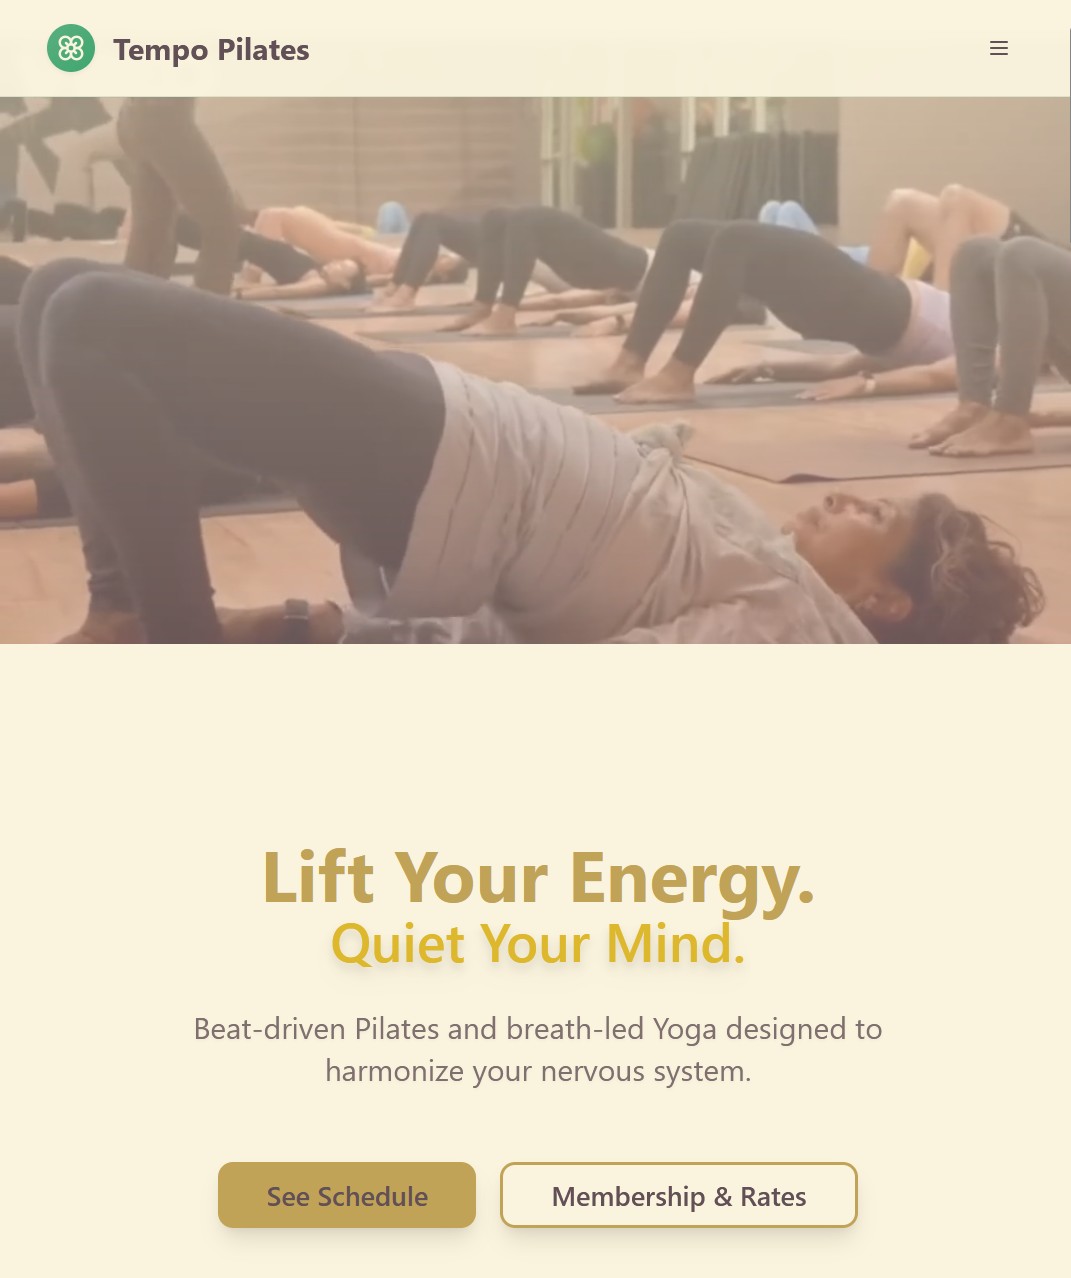 Tempo Pilates
Lift Your Energy.
Quiet Your Mind.
Beat-driven Pilates and breath-led Yoga designed to
harmonize your nervous system.
See Schedule
Membership & Rates